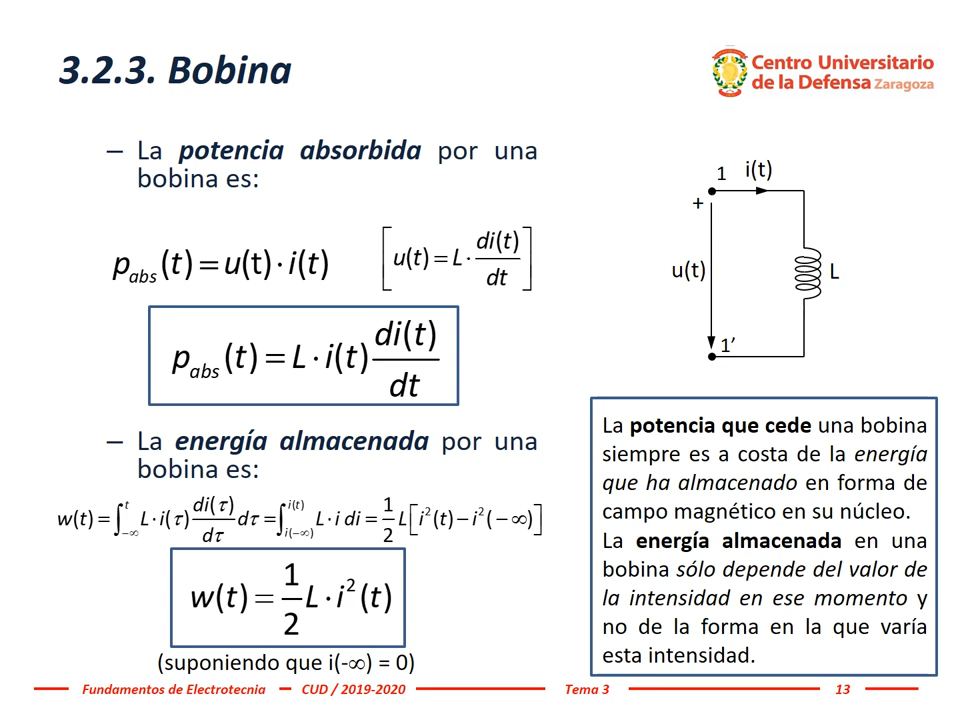 3.2.3. Bobina
Centro Universitario
de la Defensa Zaragoza
– La potencia absorbida por una
bobina es:
p_abs(t) = u(t) · i(t) [u(t) = L · di(t)/dt]
p_abs(t) = L · i(t) di(t)/dt
1 i(t)
+
u(t)
L
1’
– La energía almacenada por una
bobina es:
w(t) = ∫_{-∞}^{t} L · i(τ) di(τ)/dτ dτ = ∫_{i(-∞)}^{i(t)} L · i di = 1/2 L [i²(t) − i²(−∞)]
w(t) = 1/2 L · i²(t)
(suponiendo que i(-∞) = 0)
La potencia que cede una bobina
siempre es a costa de la energía
que ha almacenado en forma de
campo magnético en su núcleo.
La energía almacenada en una
bobina sólo depende del valor de
la intensidad en ese momento y
no de la forma en la que varía
esta intensidad.
Fundamentos de Electrotecnia CUD / 2019-2020 Tema 3 13